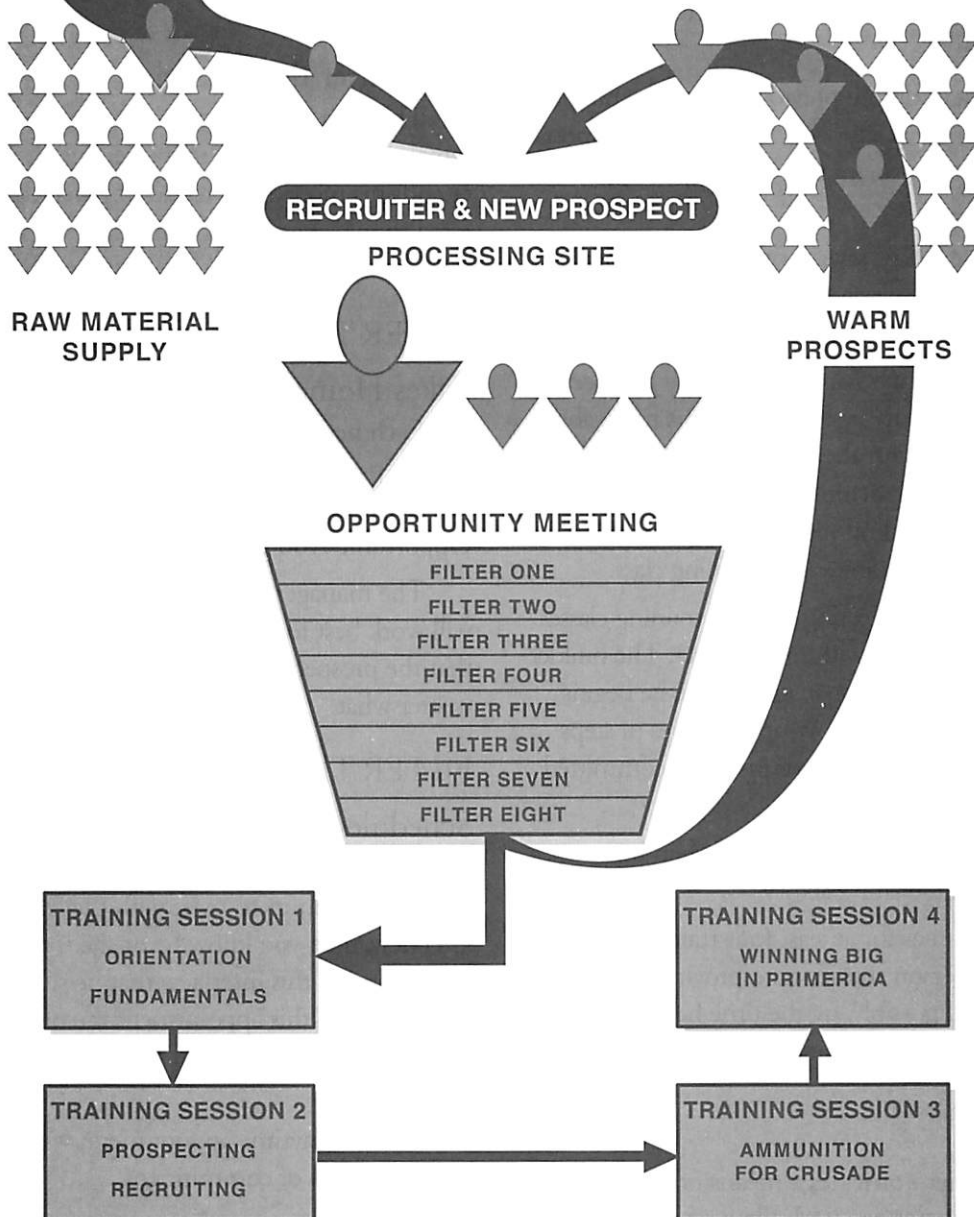 RECRUITER & NEW PROSPECT
PROCESSING SITE
RAW MATERIAL
SUPPLY
WARM
PROSPECTS
OPPORTUNITY MEETING
FILTER ONE
FILTER TWO
FILTER THREE
FILTER FOUR
FILTER FIVE
FILTER SIX
FILTER SEVEN
FILTER EIGHT
TRAINING SESSION 1
ORIENTATION
FUNDAMENTALS
TRAINING SESSION 2
PROSPECTING
RECRUITING
TRAINING SESSION 3
AMMUNITION
FOR CRUSADE
TRAINING SESSION 4
WINNING BIG
IN PRIMERICA